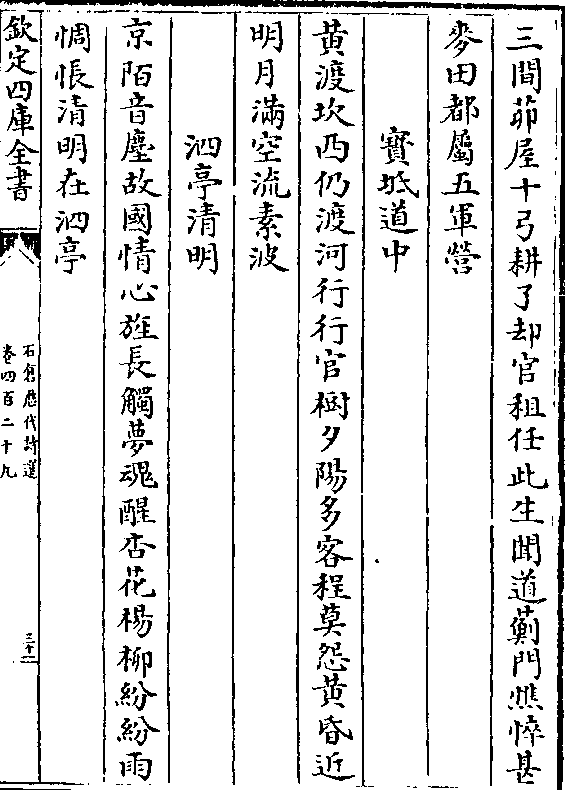 三間茆屋十弓耕了却官租任此生聞道薊門憔悴甚
麥田都屬五軍營
寳坻道中
黄渡坎西仍渡河行行官樹夕陽多客程莫怨黄昏近
明月滿空流素波
泗亭清明
京陌音塵故國情心旌長觸夢魂醒杏花楊柳紛紛雨
惆悵清明在泗亭
欽定四庫全書
石倉歴代詩選
卷四百二十九
三十二